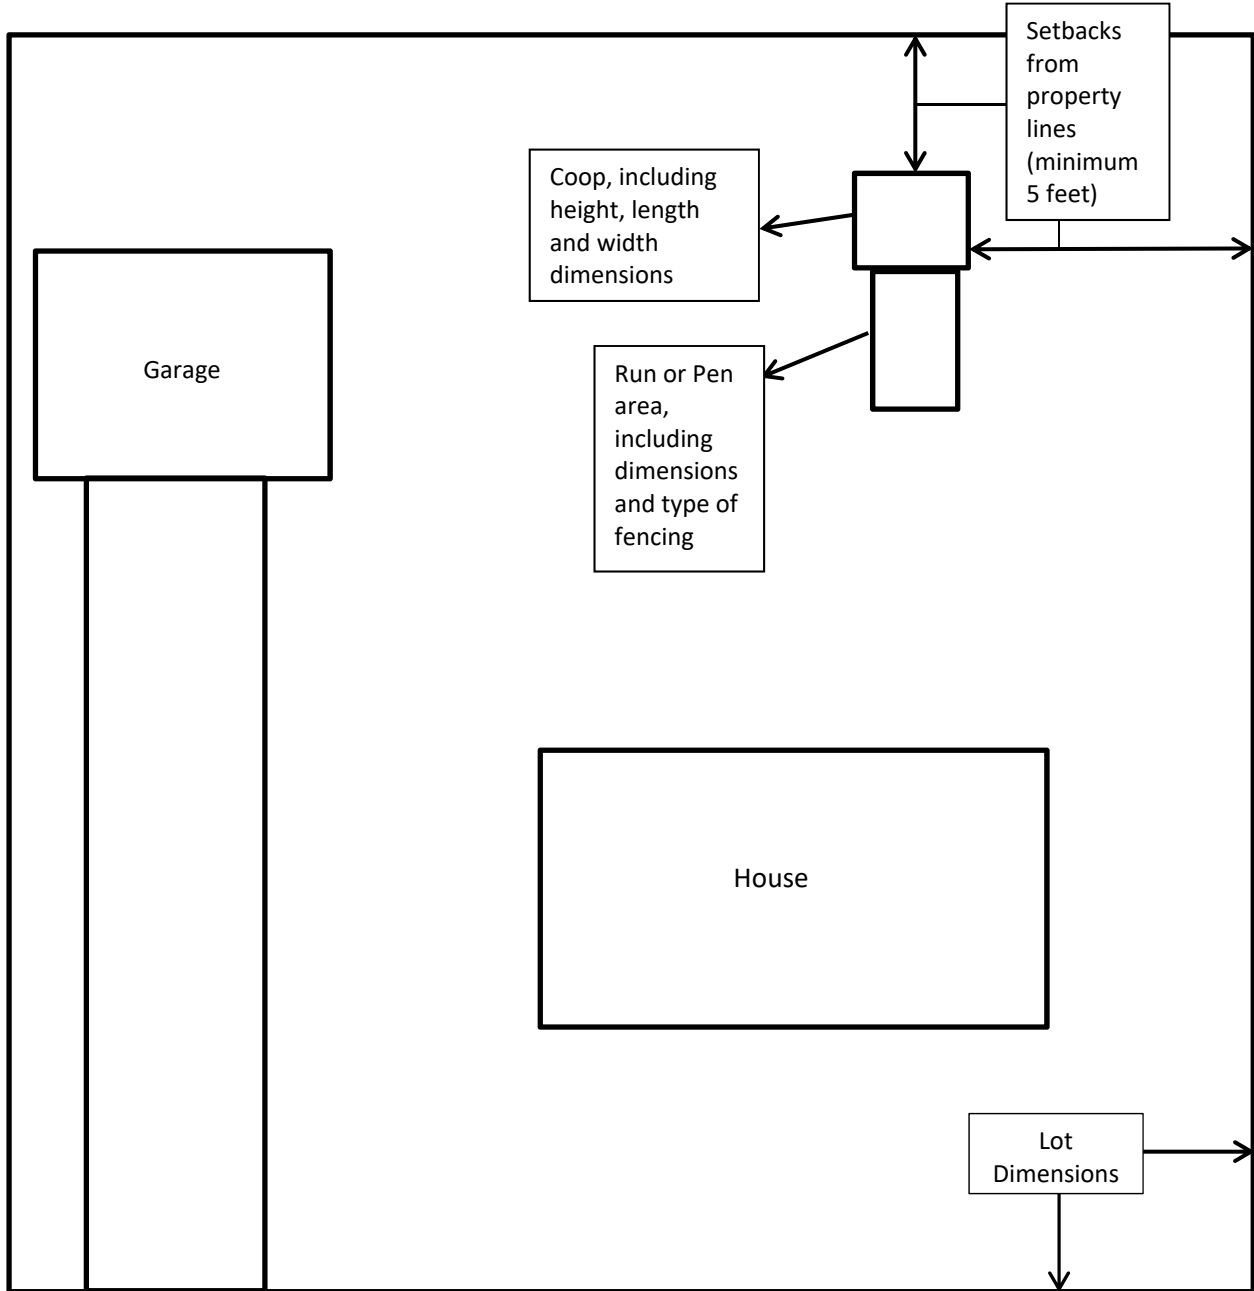 Setbacks
from
property
lines
(minimum
5 feet)
Coop, including
height, length
and width
dimensions
Garage
Run or Pen
area,
including
dimensions
and type of
fencing
House
Lot
Dimensions